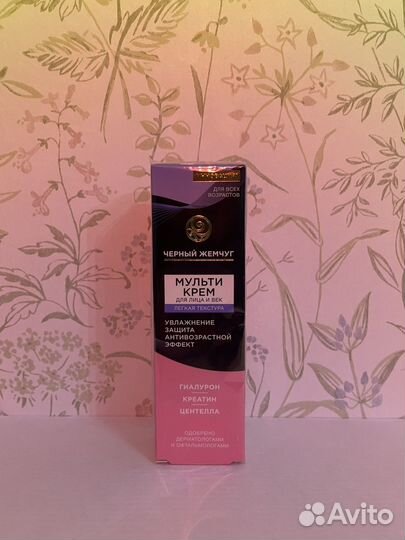 ИННОВАЦИЯ
ДЛЯ ВСЕХ
ВОЗРАСТОВ
ЧЕРНЫЙ ЖЕМЧУГ
МУЛЬТИ
КРЕМ
ДЛЯ ЛИЦА И ВЕК
ЛЕГКАЯ ТЕКСТУРА
УВЛАЖНЕНИЕ
ЗАЩИТА
АНТИВОЗРАСТНОЙ
ЭФФЕКТ
ГИАЛУРОН
КРЕАТИН
ЦЕНТЕЛЛА
ОДОБРЕНО
ДЕРМАТОЛОГАМИ
И ОФТАЛЬМОЛОГАМИ
Avito